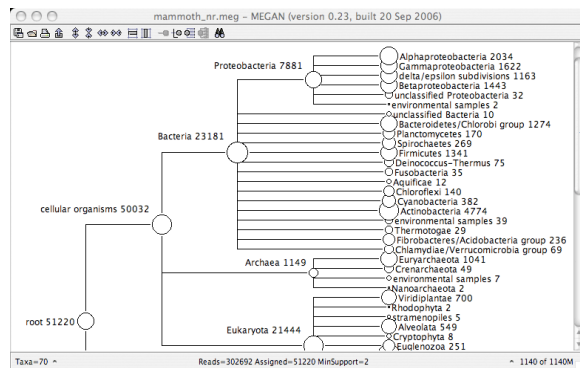 mammoth_nr.meg - MEGAN (version 0.23, built 20 Sep 2006)
Alphaproteobacteria 2034
Proteobacteria 7881
Gammaproteobacteria 1622
delta/epsilon subdivisions 1163
Betaproteobacteria 1443
unclassified Proteobacteria 32
environmental samples 2
unclassified Bacteria 10
Bacteroidetes/Chlorobi group 1274
Planctomycetes 170
Bacteria 23181
Spirochaetes 269
Firmicutes 1341
Deinococcus-Thermus 75
Fusobacteria 35
Aquificae 12
Chloroflexi 140
Cyanobacteria 382
cellular organisms 50032
Actinobacteria 4774
environmental samples 39
Thermotogae 29
Fibrobacteres/Acidobacteria group 236
Chlamydiae/Verrucomicrobia group 69
Archaea 1149
Euryarchaeota 1041
Crenarchaeota 49
environmental samples 7
Nanoarchaeota 2
Viridiplantae 700
Rhodophyta 2
root 51220
stramenopiles 5
Eukaryota 21444
Alveolata 549
Cryptophyta 8
Euglenozoa 251
Taxa=70 Reads=302692 Assigned=51220 MinSupport=2 1140 of 1140M